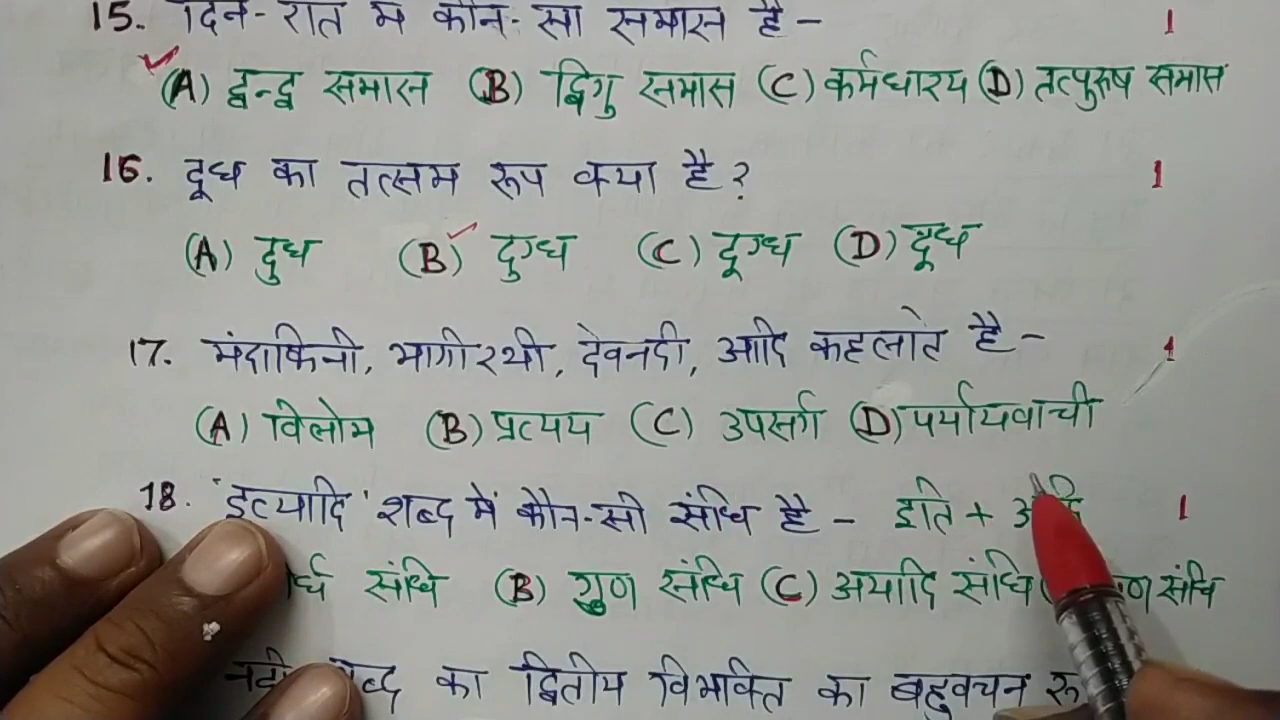 15. दिन-रात में कौन-सा समास है - 1
(A) द्वन्द्व समास (B) द्विगु समास (C) कर्मधारय (D) तत्पुरुष समास
16. दूध का तत्सम रूप क्या है? 1
(A) दुध (B) दुग्ध (C) दूग्ध (D) दूध
17. मंदाकिनी, भागीरथी, देवनदी, आदि कहलाते है - 1
(A) विलोम (B) प्रत्यय (C) उपसर्ग (D) पर्यायवाची
18. 'इत्यादि' शब्द में कौन-सी संधि है - इति + 1
संधि (B) गुण संधि (C) अयादि संधि संधि
का द्वितीय विभक्ति का बहुवचन